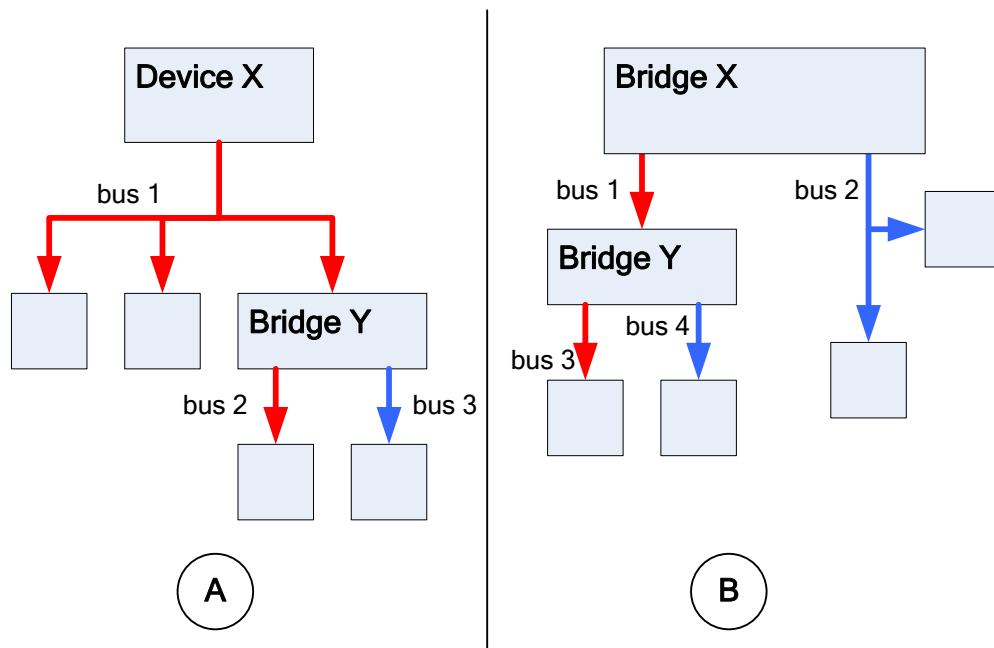 Device X
bus 1
Bridge Y
bus 2
bus 3
A
Bridge X
bus 1
bus 2
Bridge Y
bus 3
bus 4
B